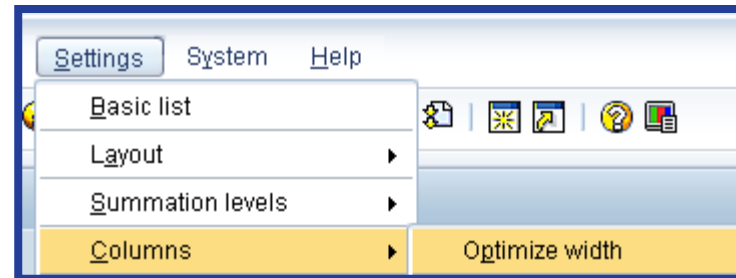 Settings System Help
Basic list
Layout
Summation levels
Columns Optimize width